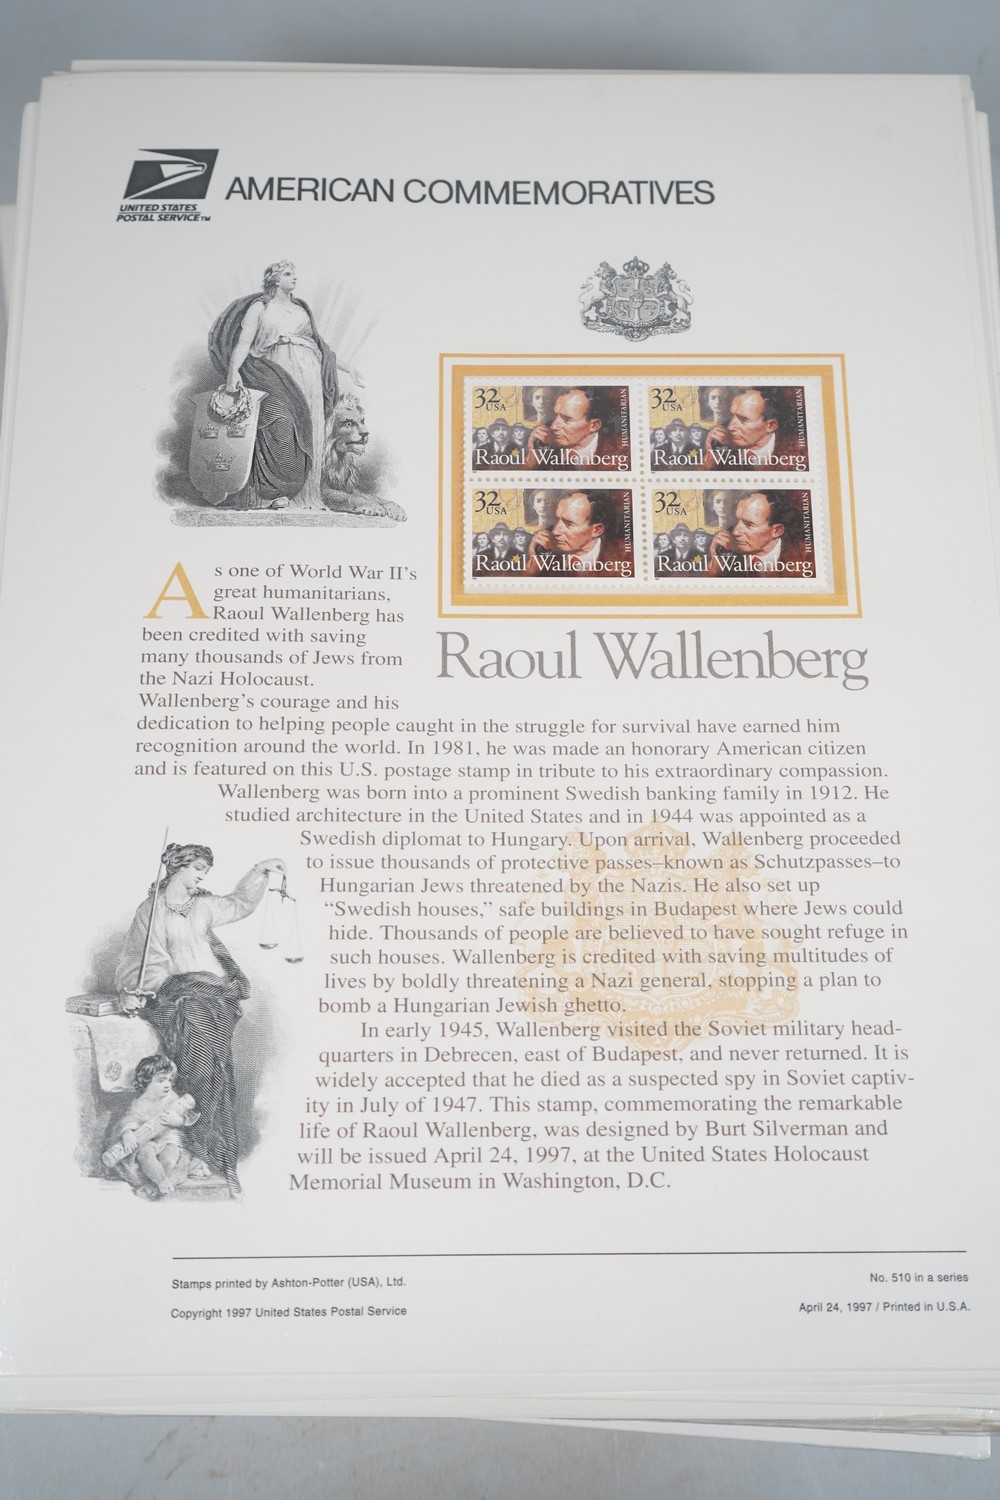 UNITED STATES
POSTAL SERVICE™
AMERICAN COMMEMORATIVES
32
USA
HUMANITARIAN
Raoul Wallenberg
32
USA
HUMANITARIAN
Raoul Wallenberg
32
USA
HUMANITARIAN
Raoul Wallenberg
32
USA
HUMANITARIAN
Raoul Wallenberg
Raoul Wallenberg
As one of World War II's
great humanitarians,
Raoul Wallenberg has
been credited with saving
many thousands of Jews from
the Nazi Holocaust.
Wallenberg's courage and his
dedication to helping people caught in the struggle for survival have earned him
recognition around the world. In 1981, he was made an honorary American citizen
and is featured on this U.S. postage stamp in tribute to his extraordinary compassion.
Wallenberg was born into a prominent Swedish banking family in 1912. He
studied architecture in the United States and in 1944 was appointed as a
Swedish diplomat to Hungary. Upon arrival, Wallenberg proceeded
to issue thousands of protective passes–known as Schutzpasses–to
Hungarian Jews threatened by the Nazis. He also set up
“Swedish houses,” safe buildings in Budapest where Jews could
hide. Thousands of people are believed to have sought refuge in
such houses. Wallenberg is credited with saving multitudes of
lives by boldly threatening a Nazi general, stopping a plan to
bomb a Hungarian Jewish ghetto.
In early 1945, Wallenberg visited the Soviet military head-
quarters in Debrecen, east of Budapest, and never returned. It is
widely accepted that he died as a suspected spy in Soviet captiv-
ity in July of 1947. This stamp, commemorating the remarkable
life of Raoul Wallenberg, was designed by Burt Silverman and
will be issued April 24, 1997, at the United States Holocaust
Memorial Museum in Washington, D.C.
Stamps printed by Ashton-Potter (USA), Ltd.
No. 510 in a series
Copyright 1997 United States Postal Service
April 24, 1997 / Printed in U.S.A.